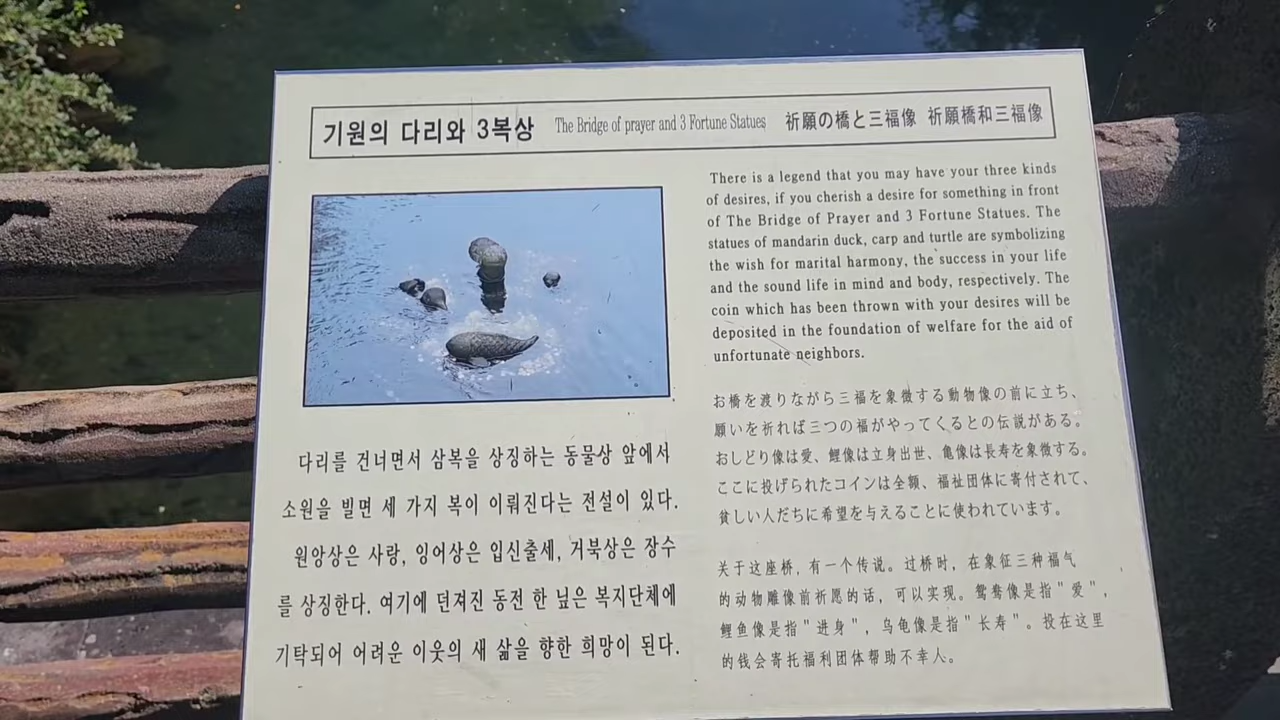 기원의 다리와 3복상 The Bridge of prayer and 3 Fortune Statues 祈願の橋と三福像 祈願橋和三福像
다리를 건너면서 삼복을 상징하는 동물상 앞에서
소원을 빌면 세 가지 복이 이뤄진다는 전설이 있다.
원앙상은 사랑, 잉어상은 입신출세, 거북상은 장수
를 상징한다. 여기에 던져진 동전 한 닢은 복지단체에
기탁되어 어려운 이웃의 새 삶을 향한 희망이 된다.
There is a legend that you may have your three kinds
of desires, if you cherish a desire for something in front
of The Bridge of Prayer and 3 Fortune Statues. The
statues of mandarin duck, carp and turtle are symbolizing
the wish for marital harmony, the success in your life
and the sound life in mind and body, respectively. The
coin which has been thrown with your desires will be
deposited in the foundation of welfare for the aid of
unfortunate neighbors.
お橋を渡りながら三福を象徴する動物像の前に立ち、
願いを祈れば三つの福がやってくるとの伝説がある。
おしどり像は愛、鯉像は立身出世、亀像は長寿を象徴する。
ここに投げられたコインは全額、福祉団体に寄付されて、
貧しい人だちに希望を与えることに使われています。
关于这座桥, 有一个传说。过桥时, 在象征三种福气
的动物雕像前祈愿的话, 可以实现。鸳鸯像是指"爱",
鲤鱼像是指"进身", 乌龟像是指"长寿"。投在这里
的钱会寄托福利团体帮助不幸人。